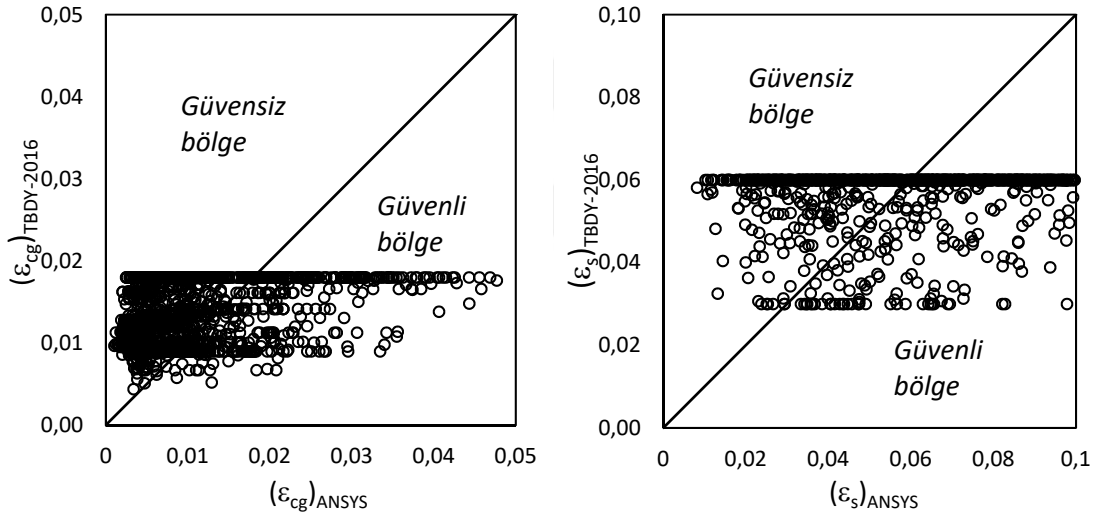 (εcg)TBDY-2016
0,05
0,04
0,03
0,02
0,01
0,00
Güvensiz
bölge
Güvenli
bölge
0 0,01 0,02 0,03 0,04 0,05
(εcg)ANSYS
(εs)TBDY-2016
0,10
0,08
0,06
0,04
0,02
0,00
Güvensiz
bölge
Güvenli
bölge
0 0,02 0,04 0,06 0,08 0,1
(εs)ANSYS